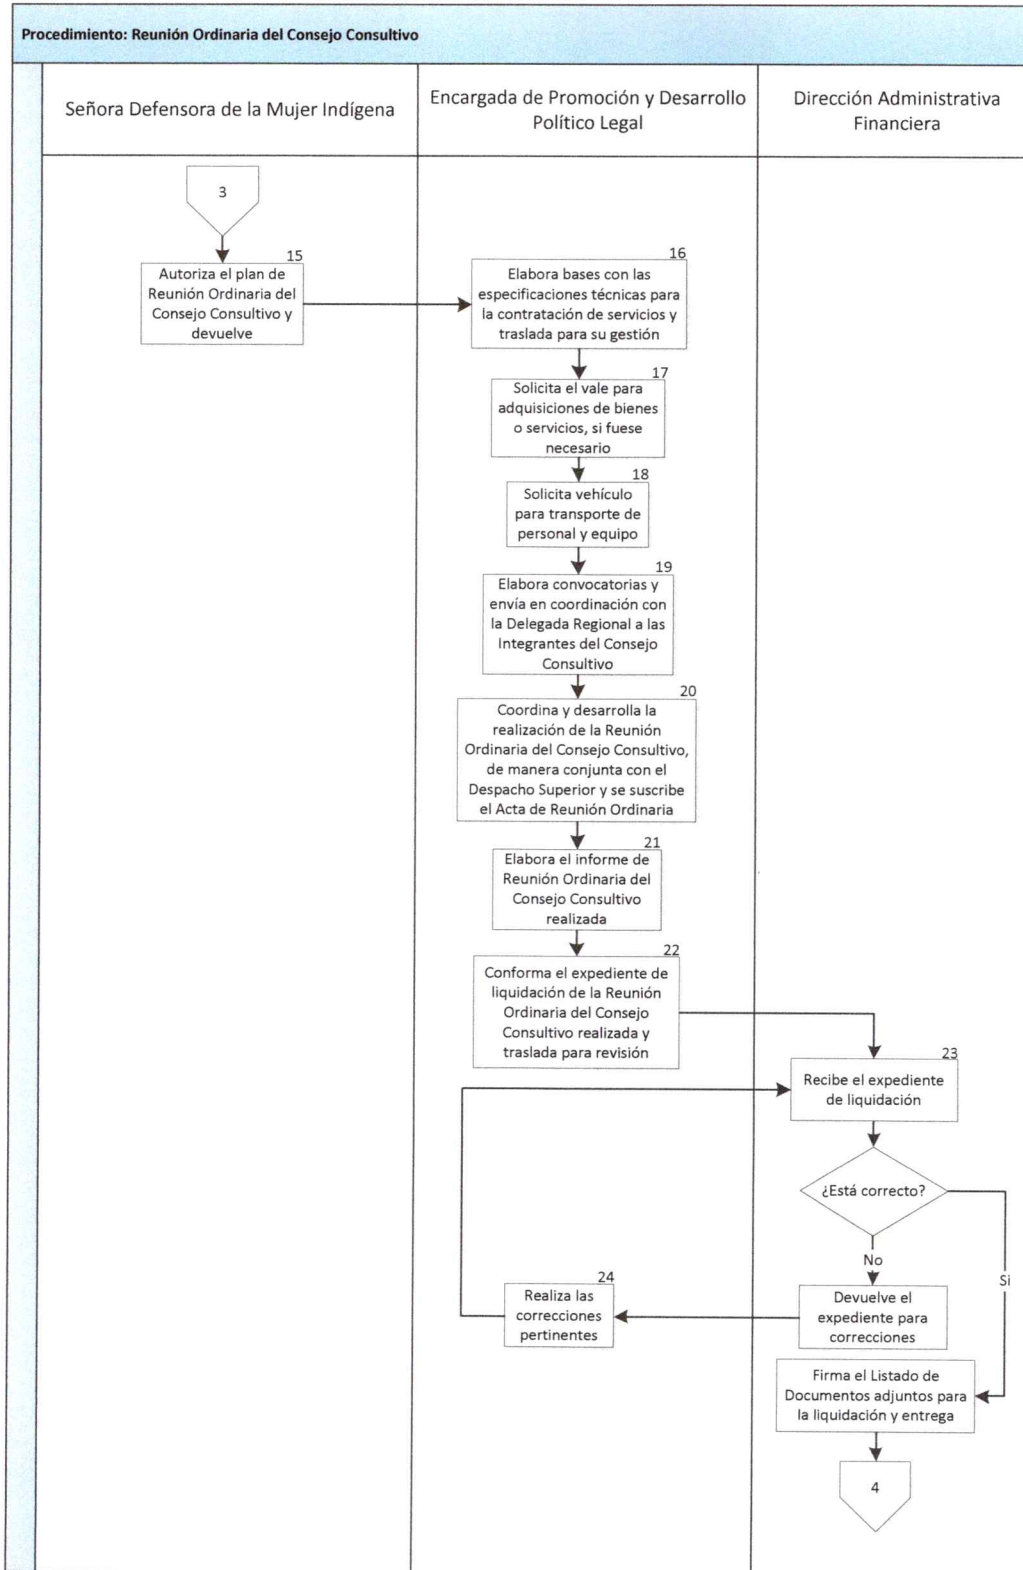 Procedimiento: Reunión Ordinaria del Consejo Consultivo
Señora Defensora de la Mujer Indígena
Encargada de Promoción y Desarrollo
Político Legal
Dirección Administrativa
Financiera
3
15
Autoriza el plan de
Reunión Ordinaria del
Consejo Consultivo y
devuelve
16
Elabora bases con las
especificaciones técnicas para
la contratación de servicios y
traslada para su gestión
17
Solicita el vale para
adquisiciones de bienes
o servicios, si fuese
necesario
18
Solicita vehículo
para transporte de
personal y equipo
19
Elabora convocatorias y
envía en coordinación con
la Delegada Regional a las
Integrantes del Consejo
Consultivo
20
Coordina y desarrolla la
realización de la Reunión
Ordinaria del Consejo Consultivo,
de manera conjunta con el
Despacho Superior y se suscribe
el Acta de Reunión Ordinaria
21
Elabora el informe de
Reunión Ordinaria del
Consejo Consultivo
realizada
22
Conforma el expediente de
liquidación de la Reunión
Ordinaria del Consejo
Consultivo realizada y
traslada para revisión
23
Recibe el expediente
de liquidación
¿Está correcto?
No
Si
Devuelve el
expediente para
correcciones
24
Realiza las
correcciones
pertinentes
Firma el Listado de
Documentos adjuntos para
la liquidación y entrega
4